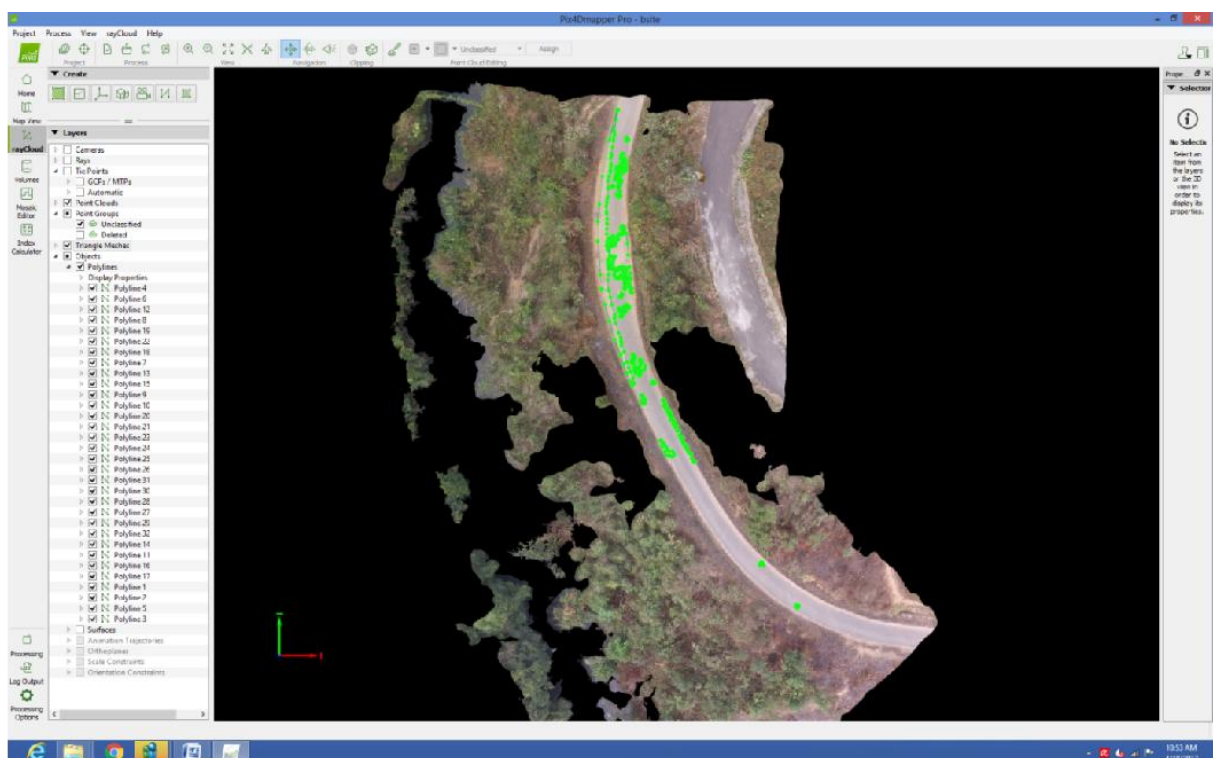 Pix4Dmapper Pro - bsite
Project Process View rayCloud Help
Unclassified Assign
Project Process View Navigation Clipping Point Cloud Editing
Home
Map View
rayCloud
Volumes
Mosaic
Editor
Index
Calculator
Processing
Log Output
Processing
Options
Create
Layers
Cameras
Rays
Tie Points
GCPs / MTPs
Automatic
Point Clouds
Point Groups
Unclassified
Deleted
Triangle Meshes
Objects
Polylines
Display Properties
Polyline 4
Polyline 6
Polyline 12
Polyline 8
Polyline 19
Polyline 22
Polyline 18
Polyline 7
Polyline 13
Polyline 15
Polyline 9
Polyline 10
Polyline 20
Polyline 21
Polyline 23
Polyline 24
Polyline 25
Polyline 26
Polyline 31
Polyline 30
Polyline 28
Polyline 27
Polyline 29
Polyline 32
Polyline 14
Polyline 11
Polyline 16
Polyline 17
Polyline 1
Polyline 2
Polyline 5
Polyline 3
Surfaces
Animation Trajectories
Orthoplanes
Scale Constraints
Orientation Constraints
Prope
Selection
No Selectio
Select an
item from
the layers
or the 3D
view in
order to
display its
properties.
10:53 AM